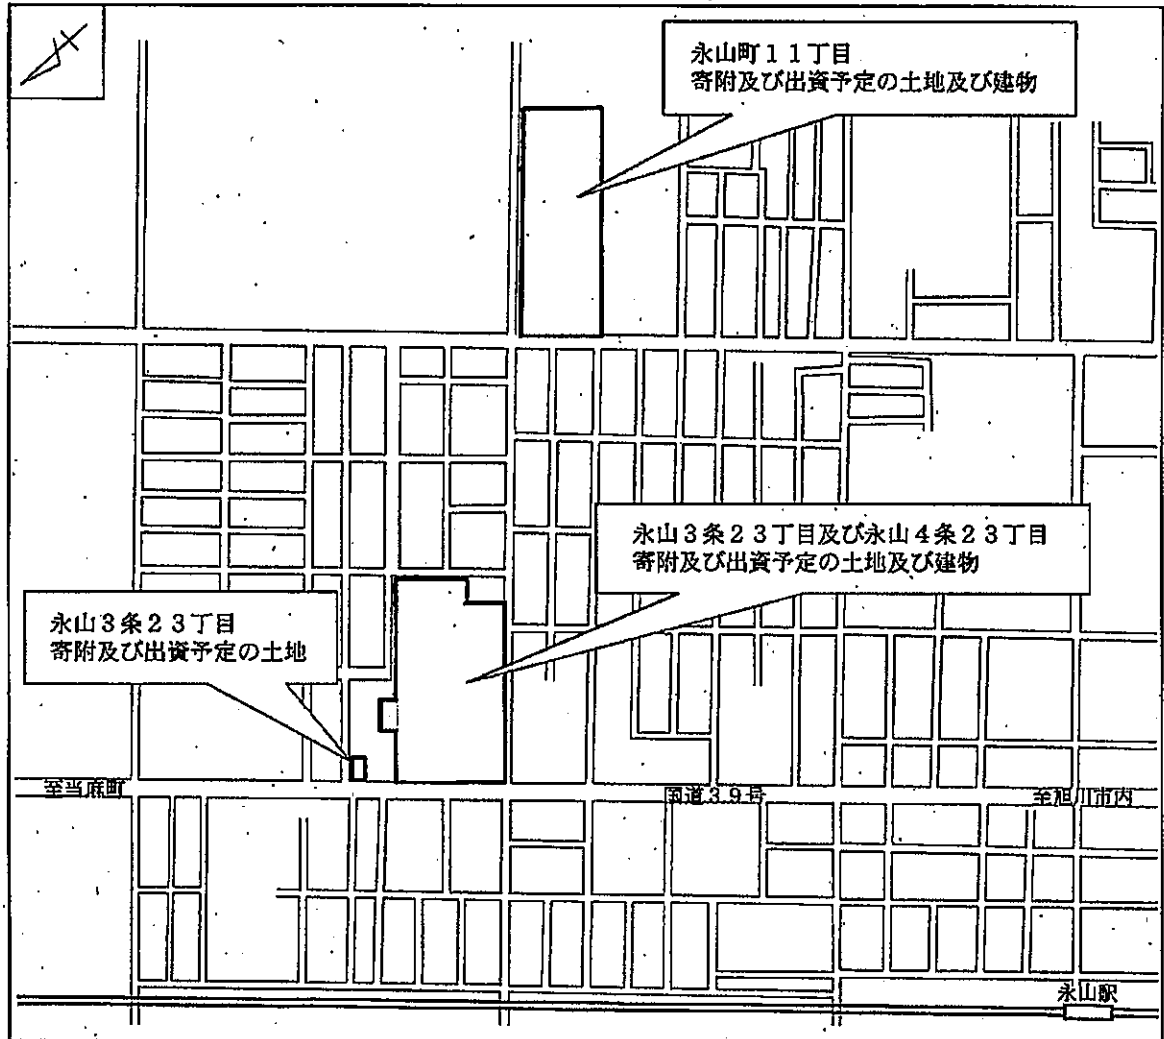 永山町11丁目
寄附及び出資予定の土地及び建物
永山3条23丁目及び永山4条23丁目
寄附及び出資予定の土地及び建物
永山3条23丁目
寄附及び出資予定の土地
至当麻町
国道39号
至旭川市内
永山駅